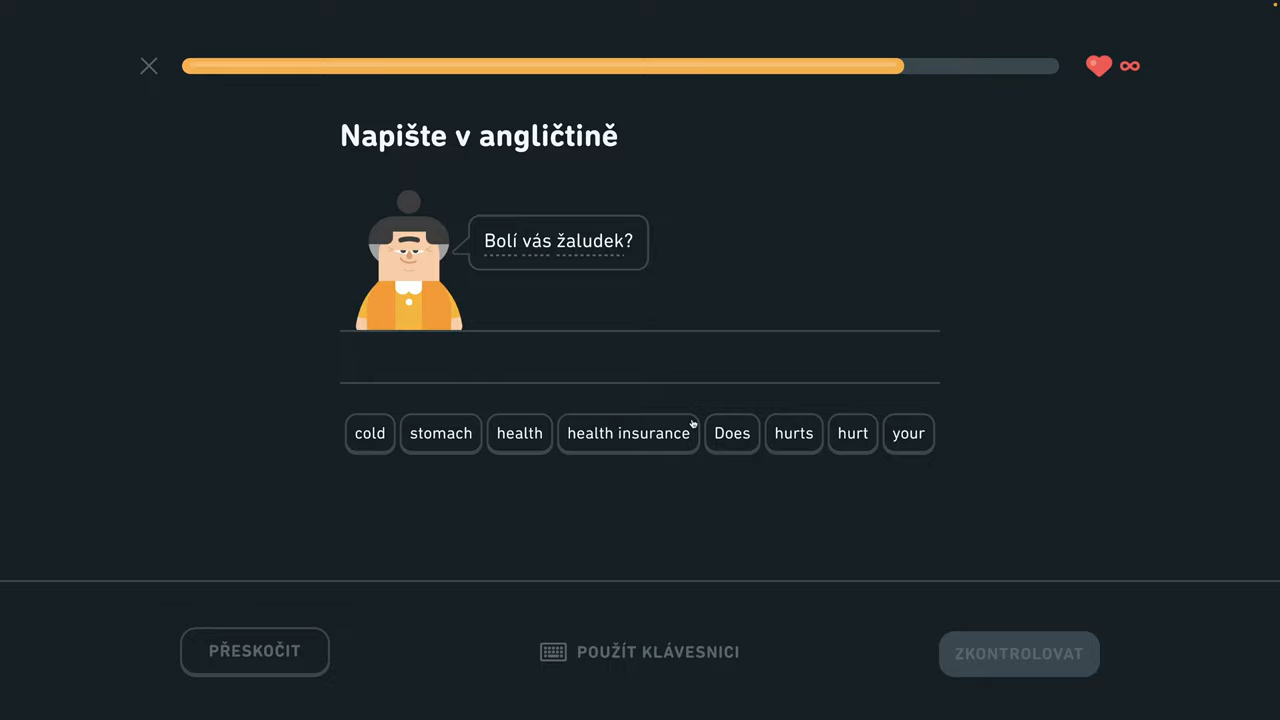 Napište v angličtině
Bolí vás žaludek?
cold stomach health health insurance Does hurts hurt your
PŘESKOČIT POUŽÍT KLÁVESNICI ZKONTROLOVAT